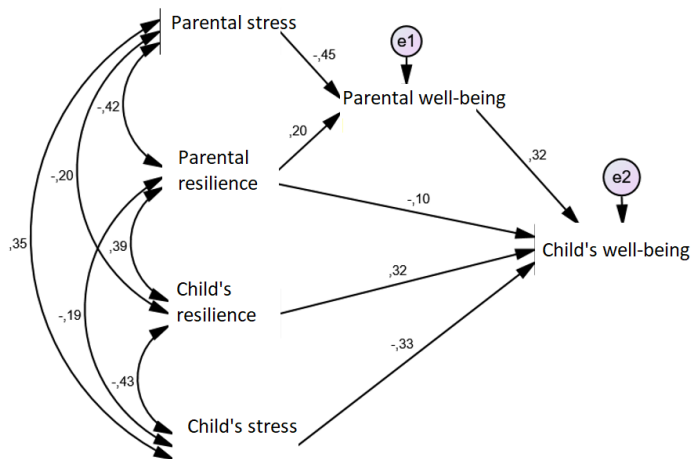 Parental stress
-,45
e1
Parental well-being
-,42
,20
,32
Parental
resilience
e2
-,20
-,10
,35
,39
Child's well-being
,32
Child's
resilience
-,19
-,33
-,43
Child's stress